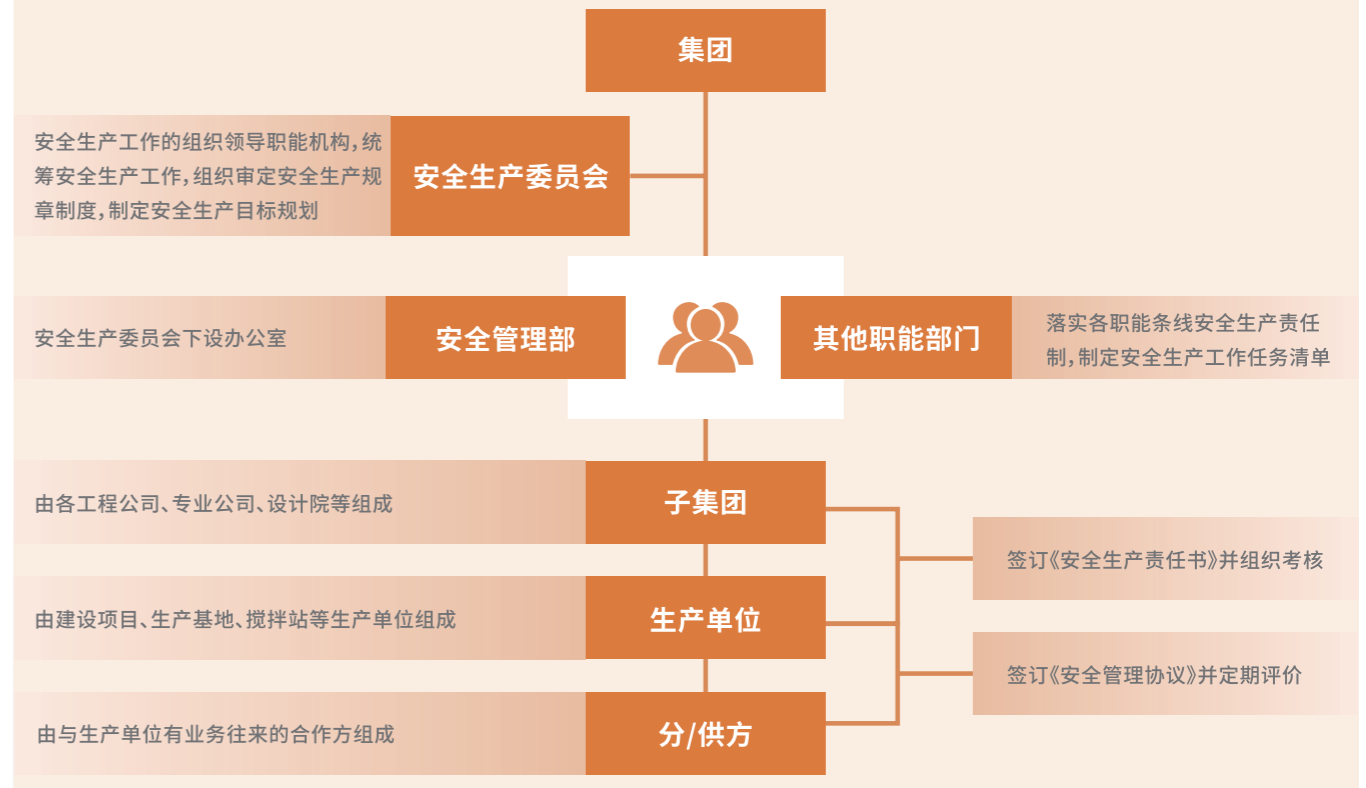 集团
安全生产工作的组织领导职能机构，统
筹安全生产工作，组织审定安全生产规
章制度，制定安全生产目标规划
安全生产委员会
安全生产委员会下设办公室
安全管理部
其他职能部门
落实各职能条线安全生产责任
制，制定安全生产工作任务清单
由各工程公司、专业公司、设计院等组成
子集团
签订《安全生产责任书》并组织考核
由建设项目、生产基地、搅拌站等生产单位组成
生产单位
签订《安全管理协议》并定期评价
由与生产单位有业务往来的合作方组成
分/供方